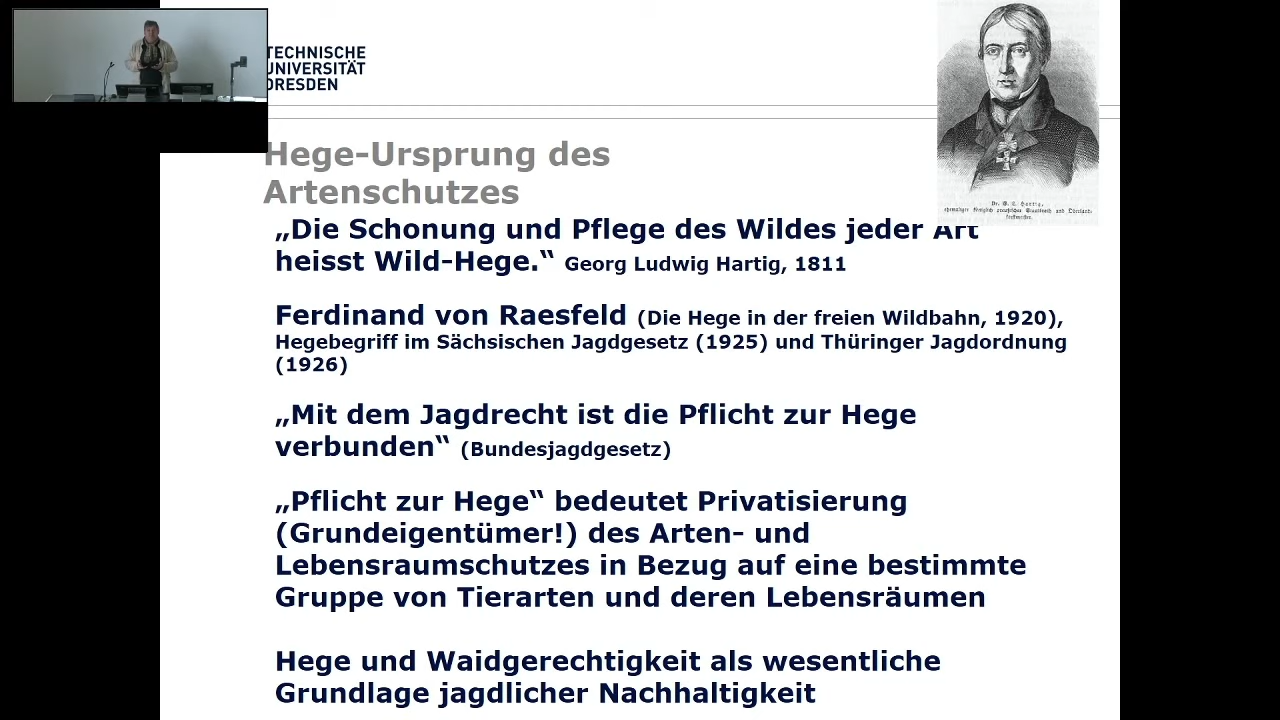 TECHNISCHE
UNIVERSITÄT
DRESDEN
Hege-Ursprung des
Artenschutzes
„Die Schonung und Pflege des Wildes jeder Art
heisst Wild-Hege.“ Georg Ludwig Hartig, 1811
Ferdinand von Raesfeld (Die Hege in der freien Wildbahn, 1920),
Hegebegriff im Sächsischen Jagdgesetz (1925) und Thüringer Jagdordnung
(1926)
„Mit dem Jagdrecht ist die Pflicht zur Hege
verbunden“ (Bundesjagdgesetz)
„Pflicht zur Hege“ bedeutet Privatisierung
(Grundeigentümer!) des Arten- und
Lebensraumschutzes in Bezug auf eine bestimmte
Gruppe von Tierarten und deren Lebensräumen
Hege und Waidgerechtigkeit als wesentliche
Grundlage jagdlicher Nachhaltigkeit
Dr. G. L. Hartig,